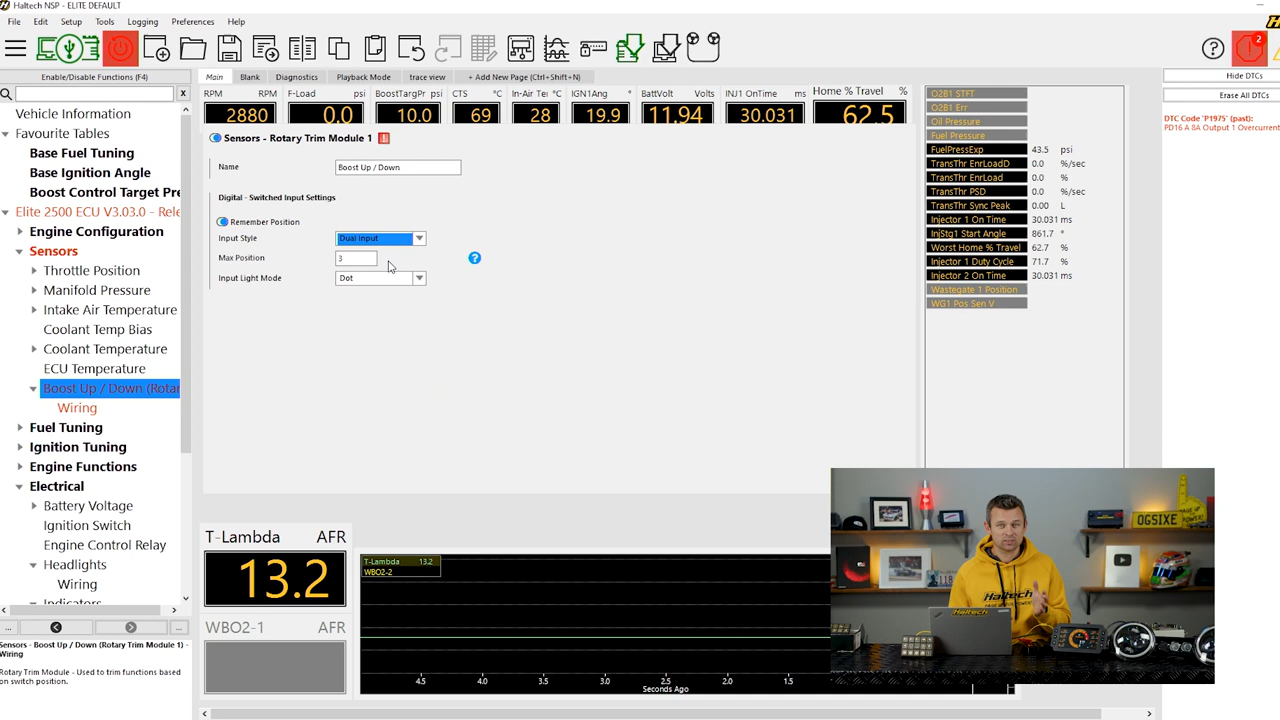 Haltech NSP - ELITE DEFAULT
File Edit Setup Tools Logging Preferences Help
2
Enable/Disable Functions (F4)
Main Blank Diagnostics Playback Mode trace view + Add New Page (Ctrl+Shift+N)
Hide DTCs
X
Erase All DTCs
RPM RPM F-Load psi BoostTargPr psi CTS °C In-Air Ter °C IGN1Ang ° BattVolt Volts INJ1 OnTime ms Home % Travel %
2880 0.0 10.0 69 28 19.9 11.94 30.031 62.5
DTC Code 'P1975' (past):
PD16 A 8A Output 1 Overcurrent
Vehicle Information
Favourite Tables
Base Fuel Tuning
Base Ignition Angle
Boost Control Target Pre
Elite 2500 ECU V3.03.0 - Rele
Engine Configuration
Sensors
Throttle Position
Manifold Pressure
Intake Air Temperature
Coolant Temp Bias
Coolant Temperature
ECU Temperature
Boost Up / Down (Rotar
Wiring
Fuel Tuning
Ignition Tuning
Engine Functions
Electrical
Battery Voltage
Ignition Switch
Engine Control Relay
Headlights
Wiring
Indicators
... ...
Sensors - Boost Up / Down (Rotary Trim Module 1) -
Wiring
Rotary Trim Module - Used to trim functions based
on switch position.
Sensors - Rotary Trim Module 1
Name Boost Up / Down
Digital - Switched Input Settings
Remember Position
Input Style Dual Input
Max Position 3 ?
Input Light Mode Dot
O2B1 STFT
O2B1 Err
Oil Pressure
Fuel Pressure
FuelPressExp 43.5 psi
TransThr EnrLoadD 0.0 %/sec
TransThr EnrLoad 0.0 %
TransThr PSD 0.0 %/sec
TransThr Sync Peak 0.00 L
Injector 1 On Time 30.031 ms
InjStg1 Start Angle 861.7 °
Worst Home % Travel 62.7 %
Injector 1 Duty Cycle 71.7 %
Injector 2 On Time 30.031 ms
Wastegate 1 Position
WG1 Pos Sen V
T-Lambda AFR
13.2
WBO2-1 AFR
T-Lambda 13.2
WBO2-2
4.5 4.0 3.5 3.0 2.5 2.0 1.5
Seconds Ago
OGSIXE
Haltech
Haltech